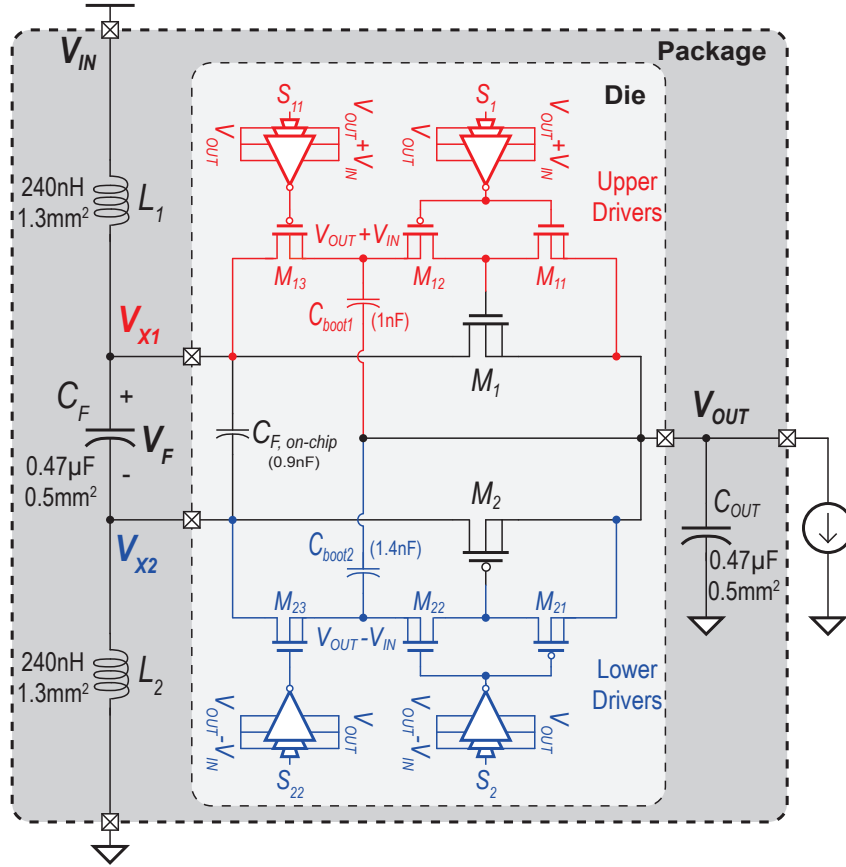 Package
V_IN
Die
S_11
S_1
V_OUT
V_OUT+V_IN
V_OUT
V_OUT+V_IN
Upper
Drivers
240nH
1.3mm²
L_1
V_OUT+V_IN
M_13
M_12
M_11
C_boot1
(1nF)
V_X1
M_1
C_F
+
V_F
-
0.47µF
0.5mm²
C_F, on-chip
(0.9nF)
V_OUT
M_2
C_OUT
0.47µF
0.5mm²
V_X2
C_boot2
(1.4nF)
M_23
M_22
M_21
V_OUT-V_IN
240nH
1.3mm²
L_2
Lower
Drivers
V_OUT-V_IN
V_OUT
V_OUT-V_IN
V_OUT
S_22
S_2